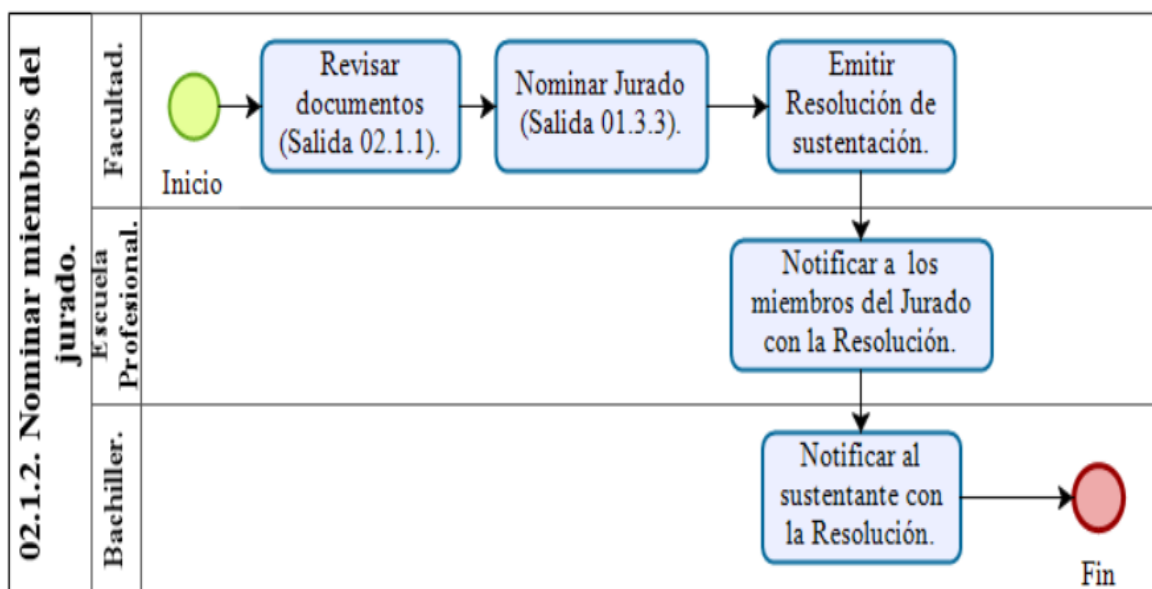 02.1.2. Nominar miembros del
jurado.
Facultad.
Inicio
Revisar
documentos
(Salida 02.1.1).
Nominar Jurado
(Salida 01.3.3).
Emitir
Resolución de
sustentación.
Escuela
Profesional.
Notificar a los
miembros del Jurado
con la Resolución.
Bachiller.
Notificar al
sustentante con
la Resolución.
Fin